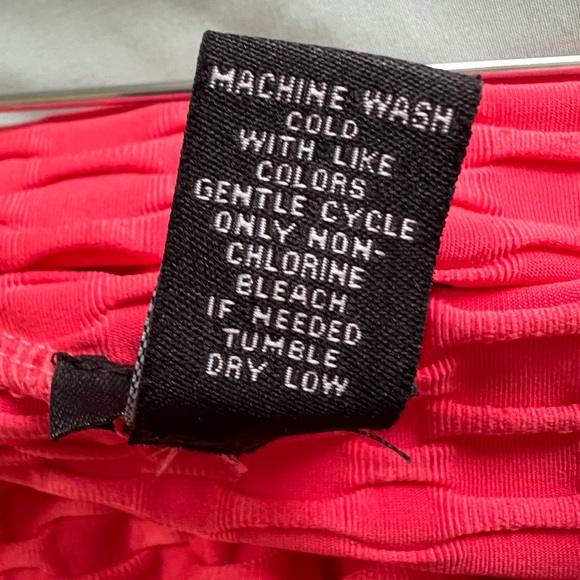 MACHINE WASH
COLD
WITH LIKE
COLORS
GENTLE CYCLE
ONLY NON-
CHLORINE
BLEACH
IF NEEDED
TUMBLE
DRY LOW